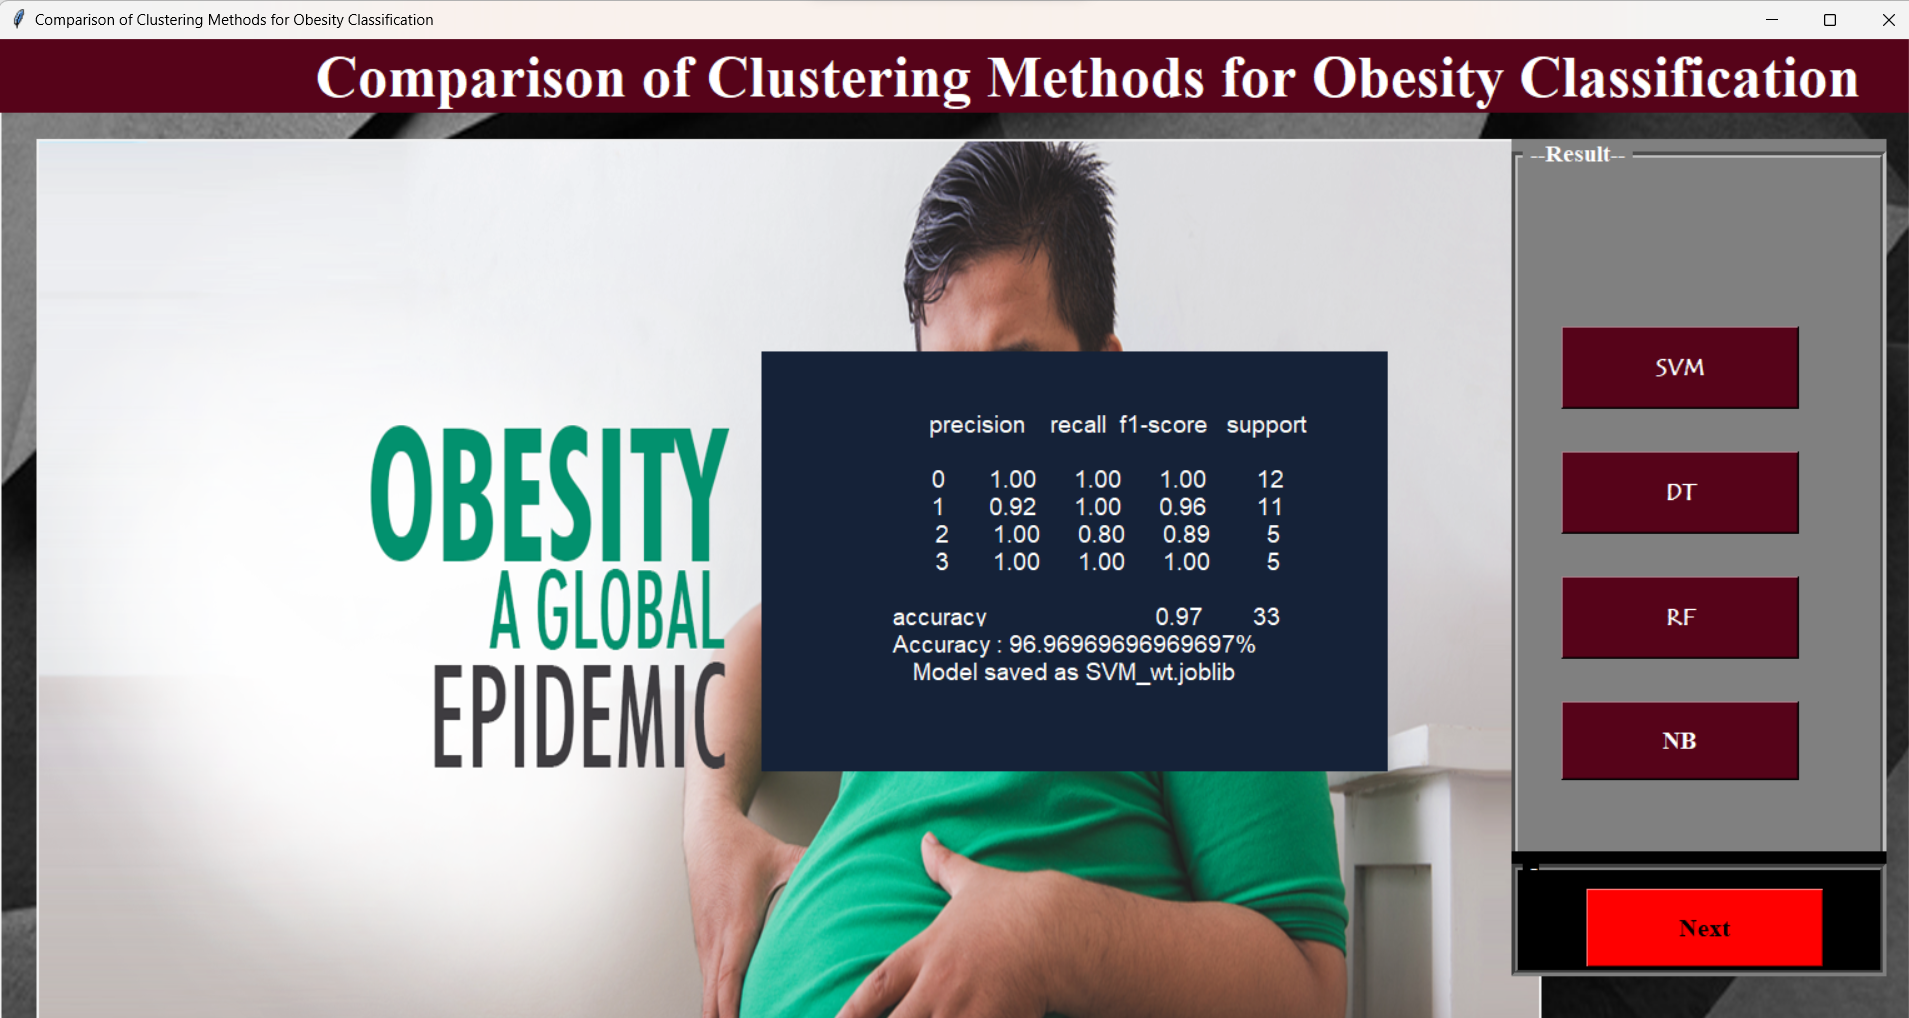 Comparison of Clustering Methods for Obesity Classification
Comparison of Clustering Methods for Obesity Classification
--Result--
OBESITY
A GLOBAL
EPIDEMIC
precision recall f1-score support
0 1.00 1.00 1.00 12
1 0.92 1.00 0.96 11
2 1.00 0.80 0.89 5
3 1.00 1.00 1.00 5
accuracy 0.97 33
Accuracy : 96.96969696969697%
Model saved as SVM_wt.joblib
SVM
DT
RF
NB
-
Next